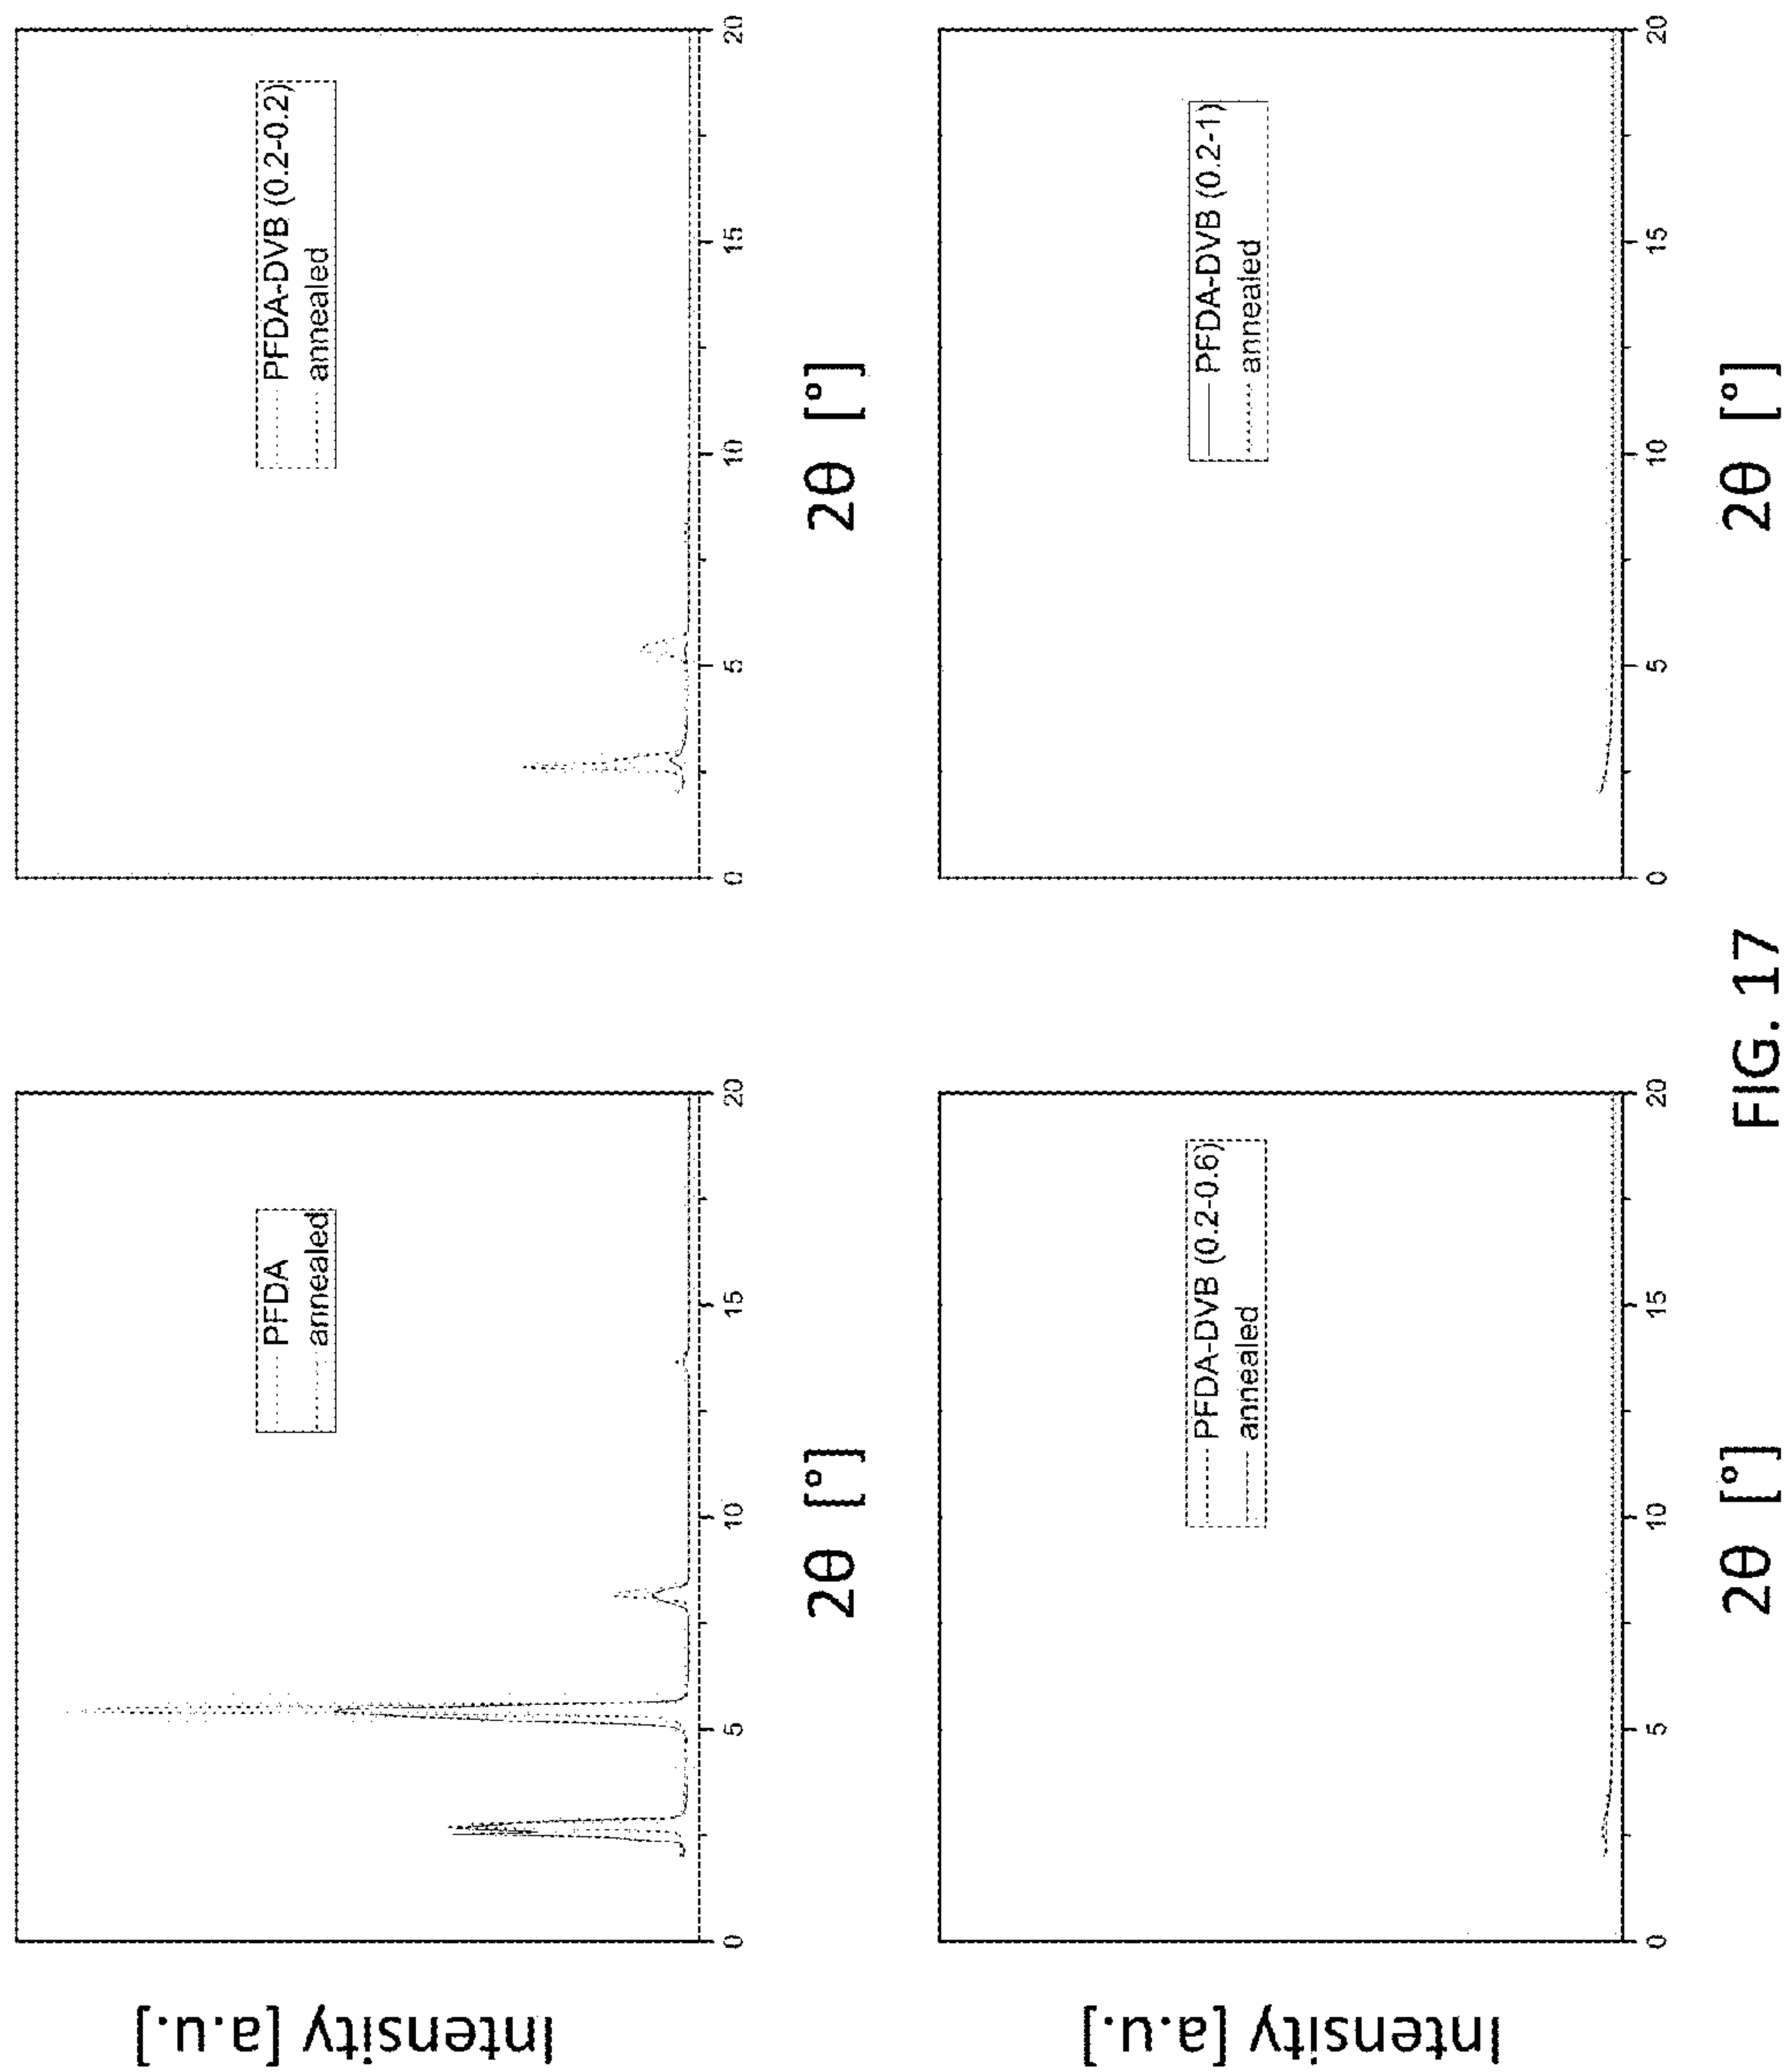 Intensity [a.u.]
PFDA
annealed
0 5 10 15 20
2θ [°]
PFDA-DVB (0.2-0.2)
annealed
0 5 10 15 20
2θ [°]
Intensity [a.u.]
PFDA-DVB (0.2-0.6)
annealed
0 5 10 15 20
2θ [°]
PFDA-DVB (0.2-1)
annealed
0 5 10 15 20
2θ [°]
FIG. 17